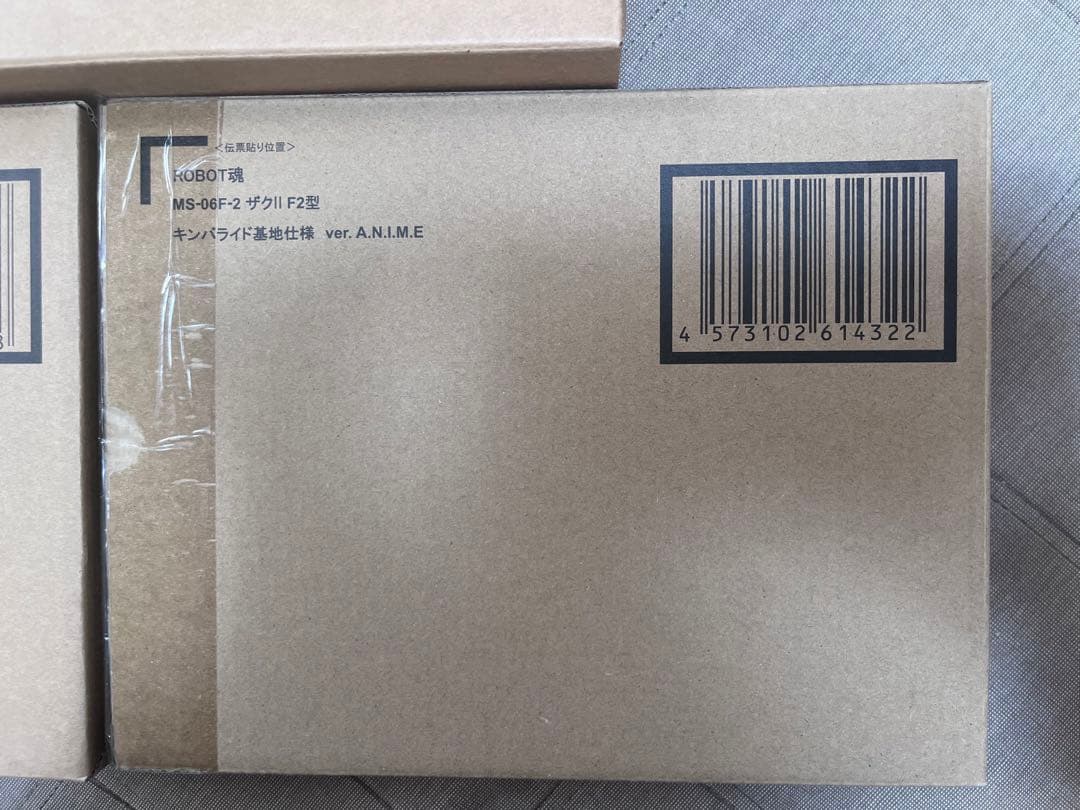 <伝票貼り位置>
ROBOT魂
MS-06F-2 ザクII F2型
キンバライド基地仕様 ver. A.N.I.M.E
4 573102 614322
3